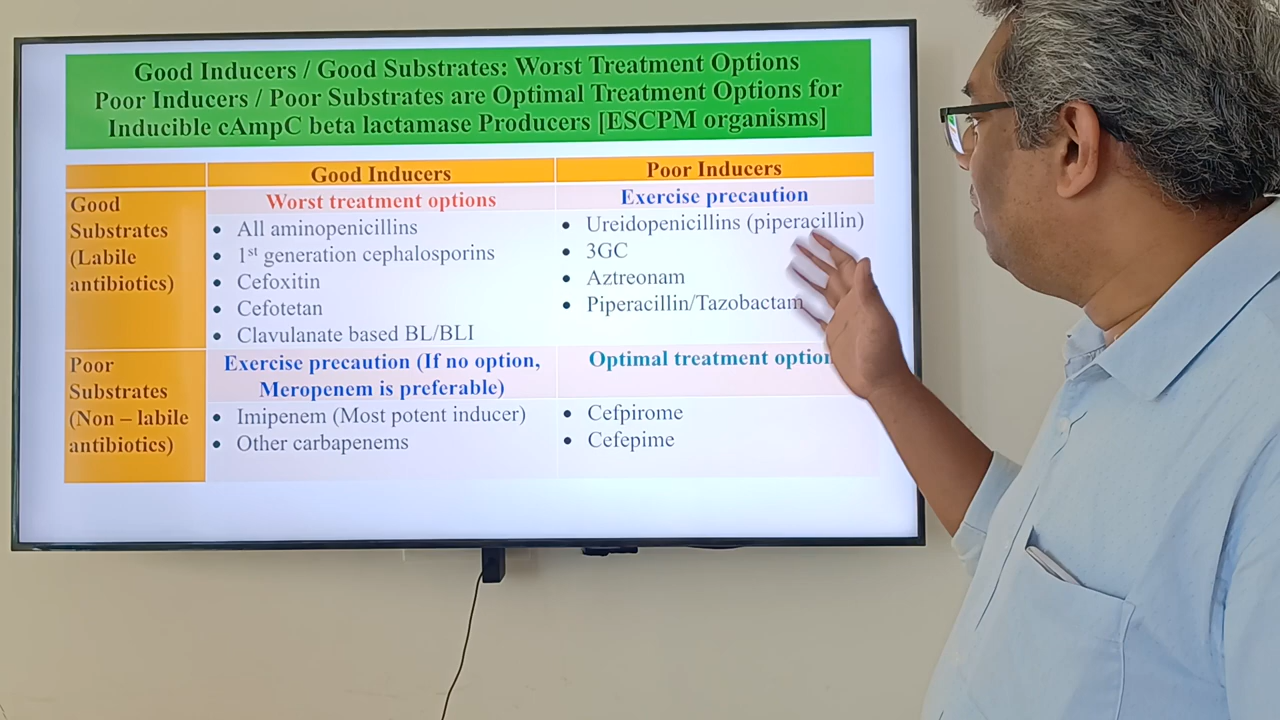 Good Inducers / Good Substrates: Worst Treatment Options
Poor Inducers / Poor Substrates are Optimal Treatment Options for
Inducible cAmpC beta lactamase Producers [ESCPM organisms]
Good Inducers
Poor Inducers
Good
Substrates
(Labile
antibiotics)
Worst treatment options
• All aminopenicillins
• 1st generation cephalosporins
• Cefoxitin
• Cefotetan
• Clavulanate based BL/BLI
Exercise precaution
• Ureidopenicillins (piperacillin)
• 3GC
• Aztreonam
• Piperacillin/Tazobactam
Poor
Substrates
(Non – labile
antibiotics)
Exercise precaution (If no option,
Meropenem is preferable)
• Imipenem (Most potent inducer)
• Other carbapenems
Optimal treatment
• Cefpirome
• Cefepime